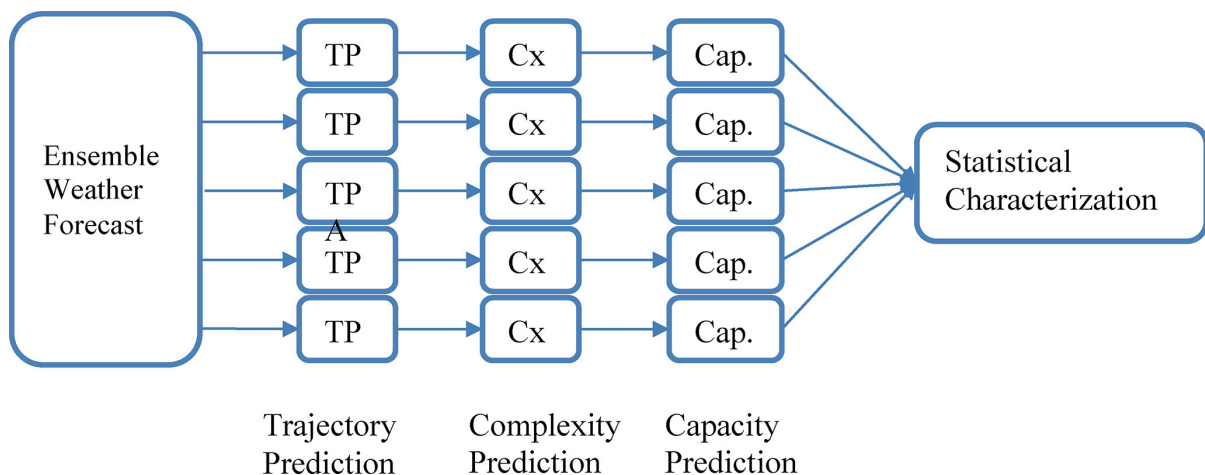 Ensemble
Weather
Forecast
TP
Cx
Cap.
TP
Cx
Cap.
TP
A
Cx
Cap.
TP
Cx
Cap.
TP
Cx
Cap.
Statistical
Characterization
Trajectory
Prediction
Complexity
Prediction
Capacity
Prediction